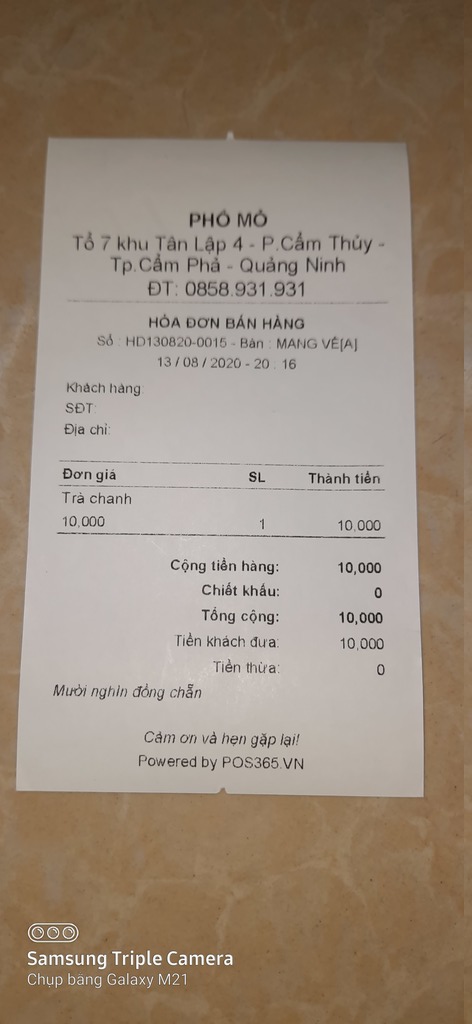 PHỐ MỎ
Tổ 7 khu Tân Lập 4 - P.Cẩm Thủy -
Tp.Cẩm Phả - Quảng Ninh
ĐT: 0858.931.931
HÓA ĐƠN BÁN HÀNG
Số : HD130820-0015 - Bàn : MANG VỀ[A]
13 / 08 / 2020 - 20 : 16
Khách hàng:
SĐT:
Địa chỉ:
Đơn giá SL Thành tiền
Trà chanh
10,000 1 10,000
Cộng tiền hàng: 10,000
Chiết khấu: 0
Tổng cộng: 10,000
Tiền khách đưa: 10,000
Tiền thừa: 0
Mười nghìn đồng chẵn
Cảm ơn và hẹn gặp lại!
Powered by POS365.VN
Samsung Triple Camera
Chụp bằng Galaxy M21